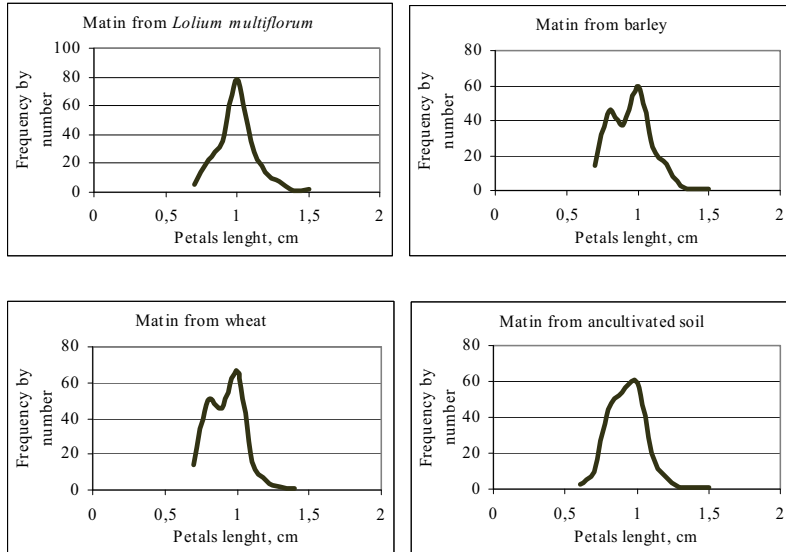 Matin from Lolium multiflorum
Frequency by number
100
80
60
40
20
0
0 0,5 1 1,5 2
Petals lenght, cm
Matin from barley
Frequency by number
80
60
40
20
0
0 0,5 1 1,5 2
Petals lenght, cm
Matin from wheat
Frequency by number
80
60
40
20
0
0 0,5 1 1,5 2
Petals lenght, cm
Matin from ancultivated soil
Frequency by number
80
60
40
20
0
0 0,5 1 1,5 2
Petals lenght, cm